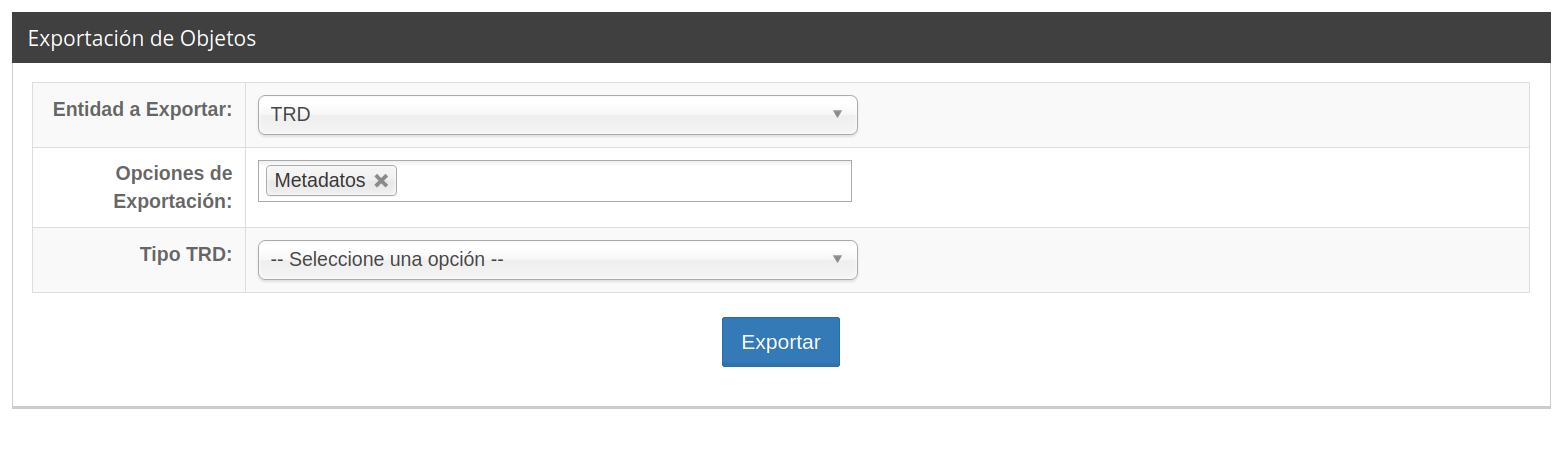 Exportación de Objetos
Entidad a Exportar:
TRD
Opciones de
Exportación:
Metadatos
Tipo TRD:
-- Seleccione una opción --
Exportar